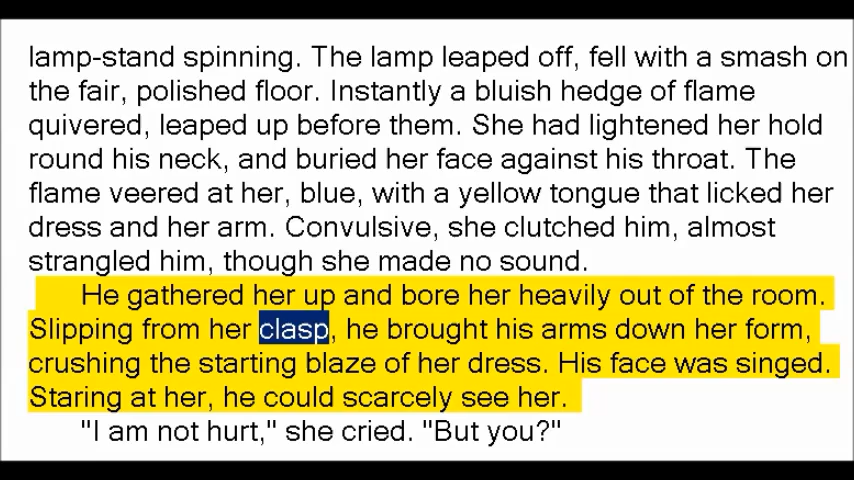 lamp-stand spinning. The lamp leaped off, fell with a smash on
the fair, polished floor. Instantly a bluish hedge of flame
quivered, leaped up before them. She had lightened her hold
round his neck, and buried her face against his throat. The
flame veered at her, blue, with a yellow tongue that licked her
dress and her arm. Convulsive, she clutched him, almost
strangled him, though she made no sound.
He gathered her up and bore her heavily out of the room.
Slipping from her clasp, he brought his arms down her form,
crushing the starting blaze of her dress. His face was singed.
Staring at her, he could scarcely see her.
"I am not hurt," she cried. "But you?"